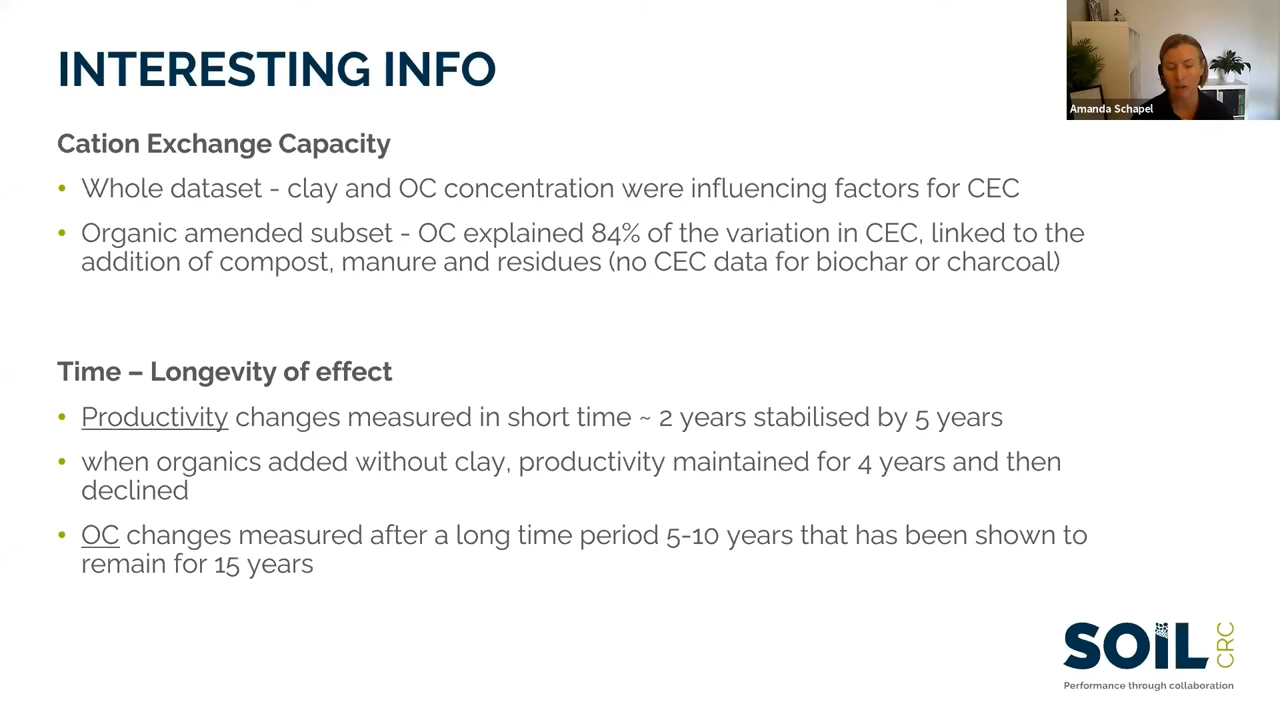 INTERESTING INFO
Amanda Schapel
Cation Exchange Capacity
• Whole dataset - clay and OC concentration were influencing factors for CEC
• Organic amended subset - OC explained 84% of the variation in CEC, linked to the
addition of compost, manure and residues (no CEC data for biochar or charcoal)
Time – Longevity of effect
• Productivity changes measured in short time ~ 2 years stabilised by 5 years
• when organics added without clay, productivity maintained for 4 years and then
declined
• OC changes measured after a long time period 5-10 years that has been shown to
remain for 15 years
SOIL CRC
Performance through collaboration